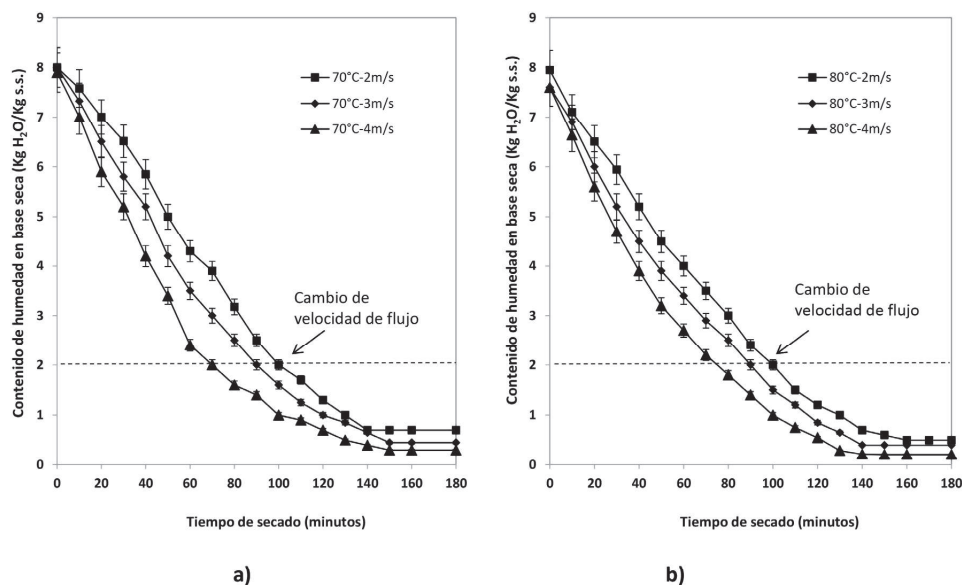 Contenido de humedad en base seca (Kg H₂O/Kg s.s.)
9
8
7
6
5
4
3
2
1
0
70°C-2m/s
70°C-3m/s
70°C-4m/s
Cambio de
velocidad de flujo
0 20 40 60 80 100 120 140 160 180
Tiempo de secado (minutos)
a)
Contenido de humedad en base seca (Kg H₂O/Kg s.s.)
9
8
7
6
5
4
3
2
1
0
80°C-2m/s
80°C-3m/s
80°C-4m/s
Cambio de
velocidad de flujo
0 20 40 60 80 100 120 140 160 180
Tiempo de secado (minutos)
b)